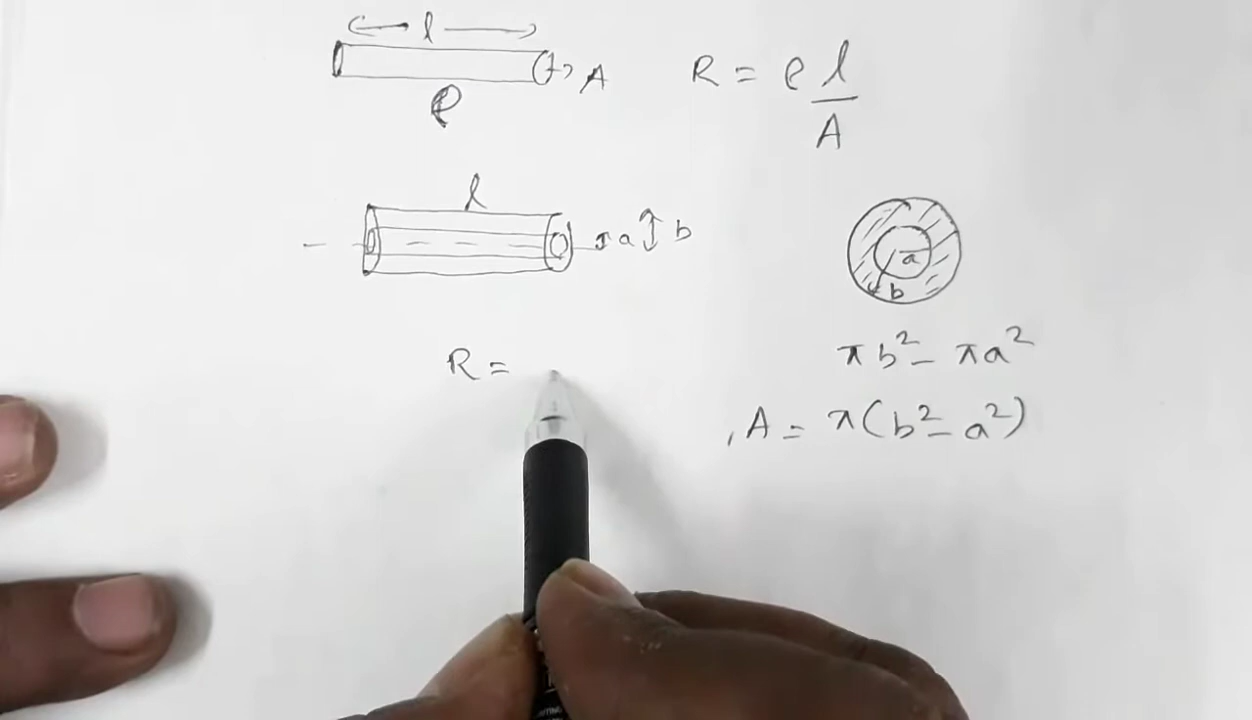 l
A
ρ
R = ρ l / A
l
a b
a
b
πb² - πa²
A = π(b² - a²)
R =